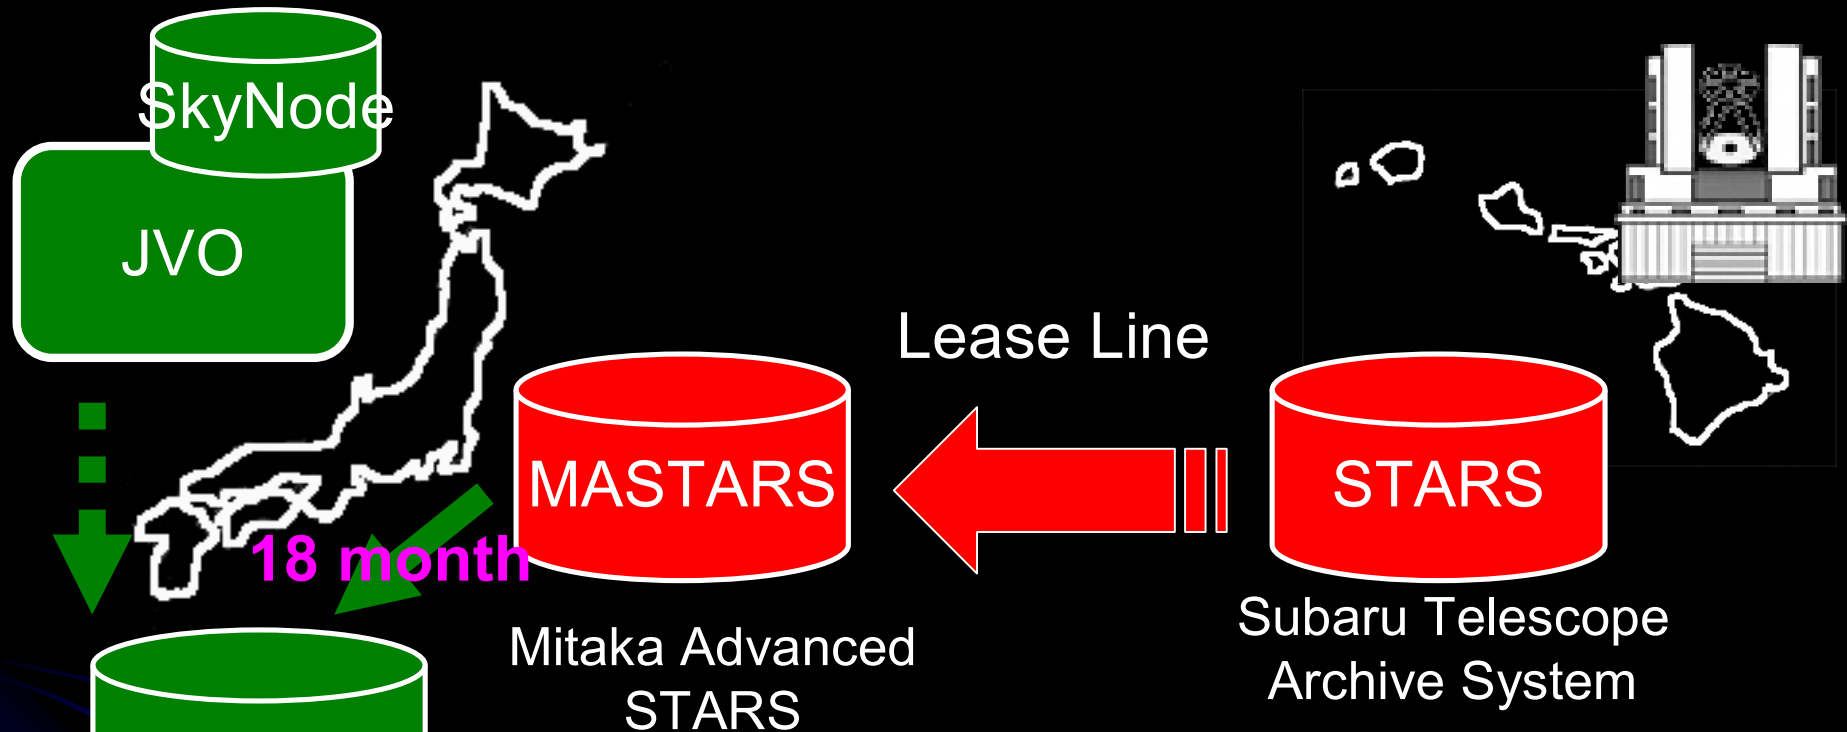 SkyNode
JVO
Lease Line
MASTARS
STARS
18 month
Mitaka Advanced
STARS
Subaru Telescope
Archive System